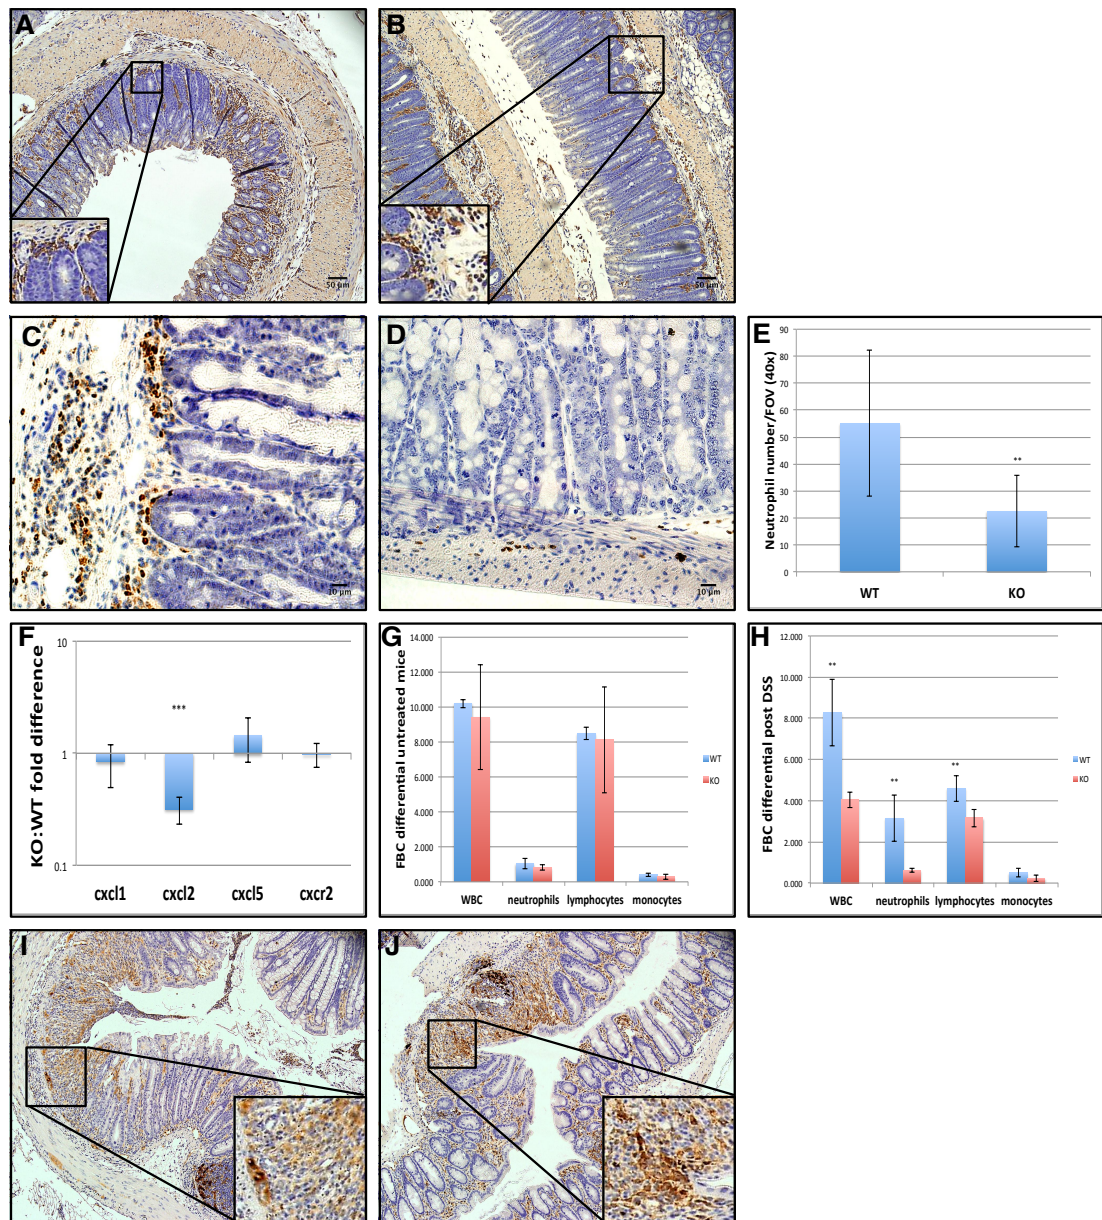 A
50 µm
B
50 µm
C
10 µm
D
10 µm
E
Neutrophil number/FOV (40x)
90
80
70
60
50
40
30
20
10
0
**
WT
KO
F
KO:WT fold difference
10
1
0.1
***
cxcl1
cxcl2
cxcl5
cxcr2
G
FBC differential untreated mice
14.000
12.000
10.000
8.000
6.000
4.000
2.000
0.000
WBC
neutrophils
lymphocytes
monocytes
WT
KO
H
FBC differential post DSS
12.000
10.000
8.000
6.000
4.000
2.000
0.000
**
**
**
WBC
neutrophils
lymphocytes
monocytes
WT
KO
I
J